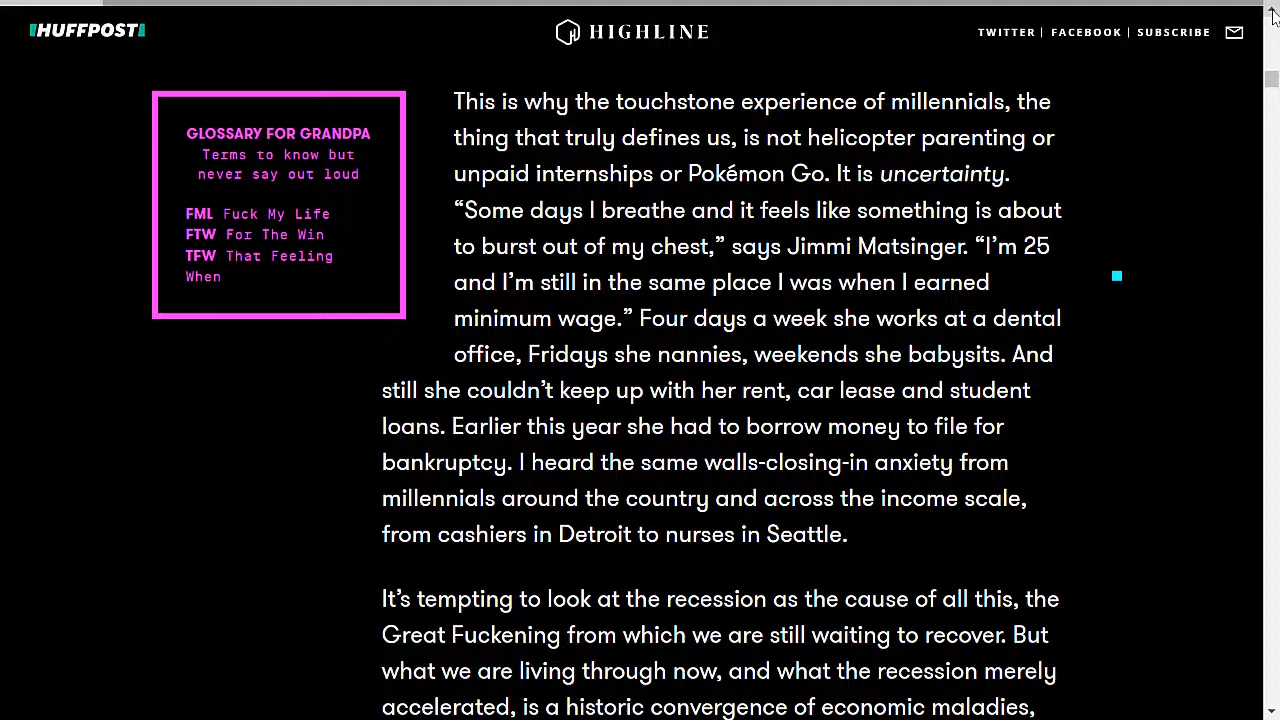 HUFFPOST
HIGHLINE
TWITTER | FACEBOOK | SUBSCRIBE
GLOSSARY FOR GRANDPA
Terms to know but
never say out loud
FML Fuck My Life
FTW For The Win
TFW That Feeling
When
This is why the touchstone experience of millennials, the
thing that truly defines us, is not helicopter parenting or
unpaid internships or Pokémon Go. It is uncertainty.
“Some days I breathe and it feels like something is about
to burst out of my chest,” says Jimmi Matsinger. “I’m 25
and I’m still in the same place I was when I earned
minimum wage.” Four days a week she works at a dental
office, Fridays she nannies, weekends she babysits. And
still she couldn’t keep up with her rent, car lease and student
loans. Earlier this year she had to borrow money to file for
bankruptcy. I heard the same walls-closing-in anxiety from
millennials around the country and across the income scale,
from cashiers in Detroit to nurses in Seattle.
It’s tempting to look at the recession as the cause of all this, the
Great Fuckening from which we are still waiting to recover. But
what we are living through now, and what the recession merely
accelerated, is a historic convergence of economic maladies,